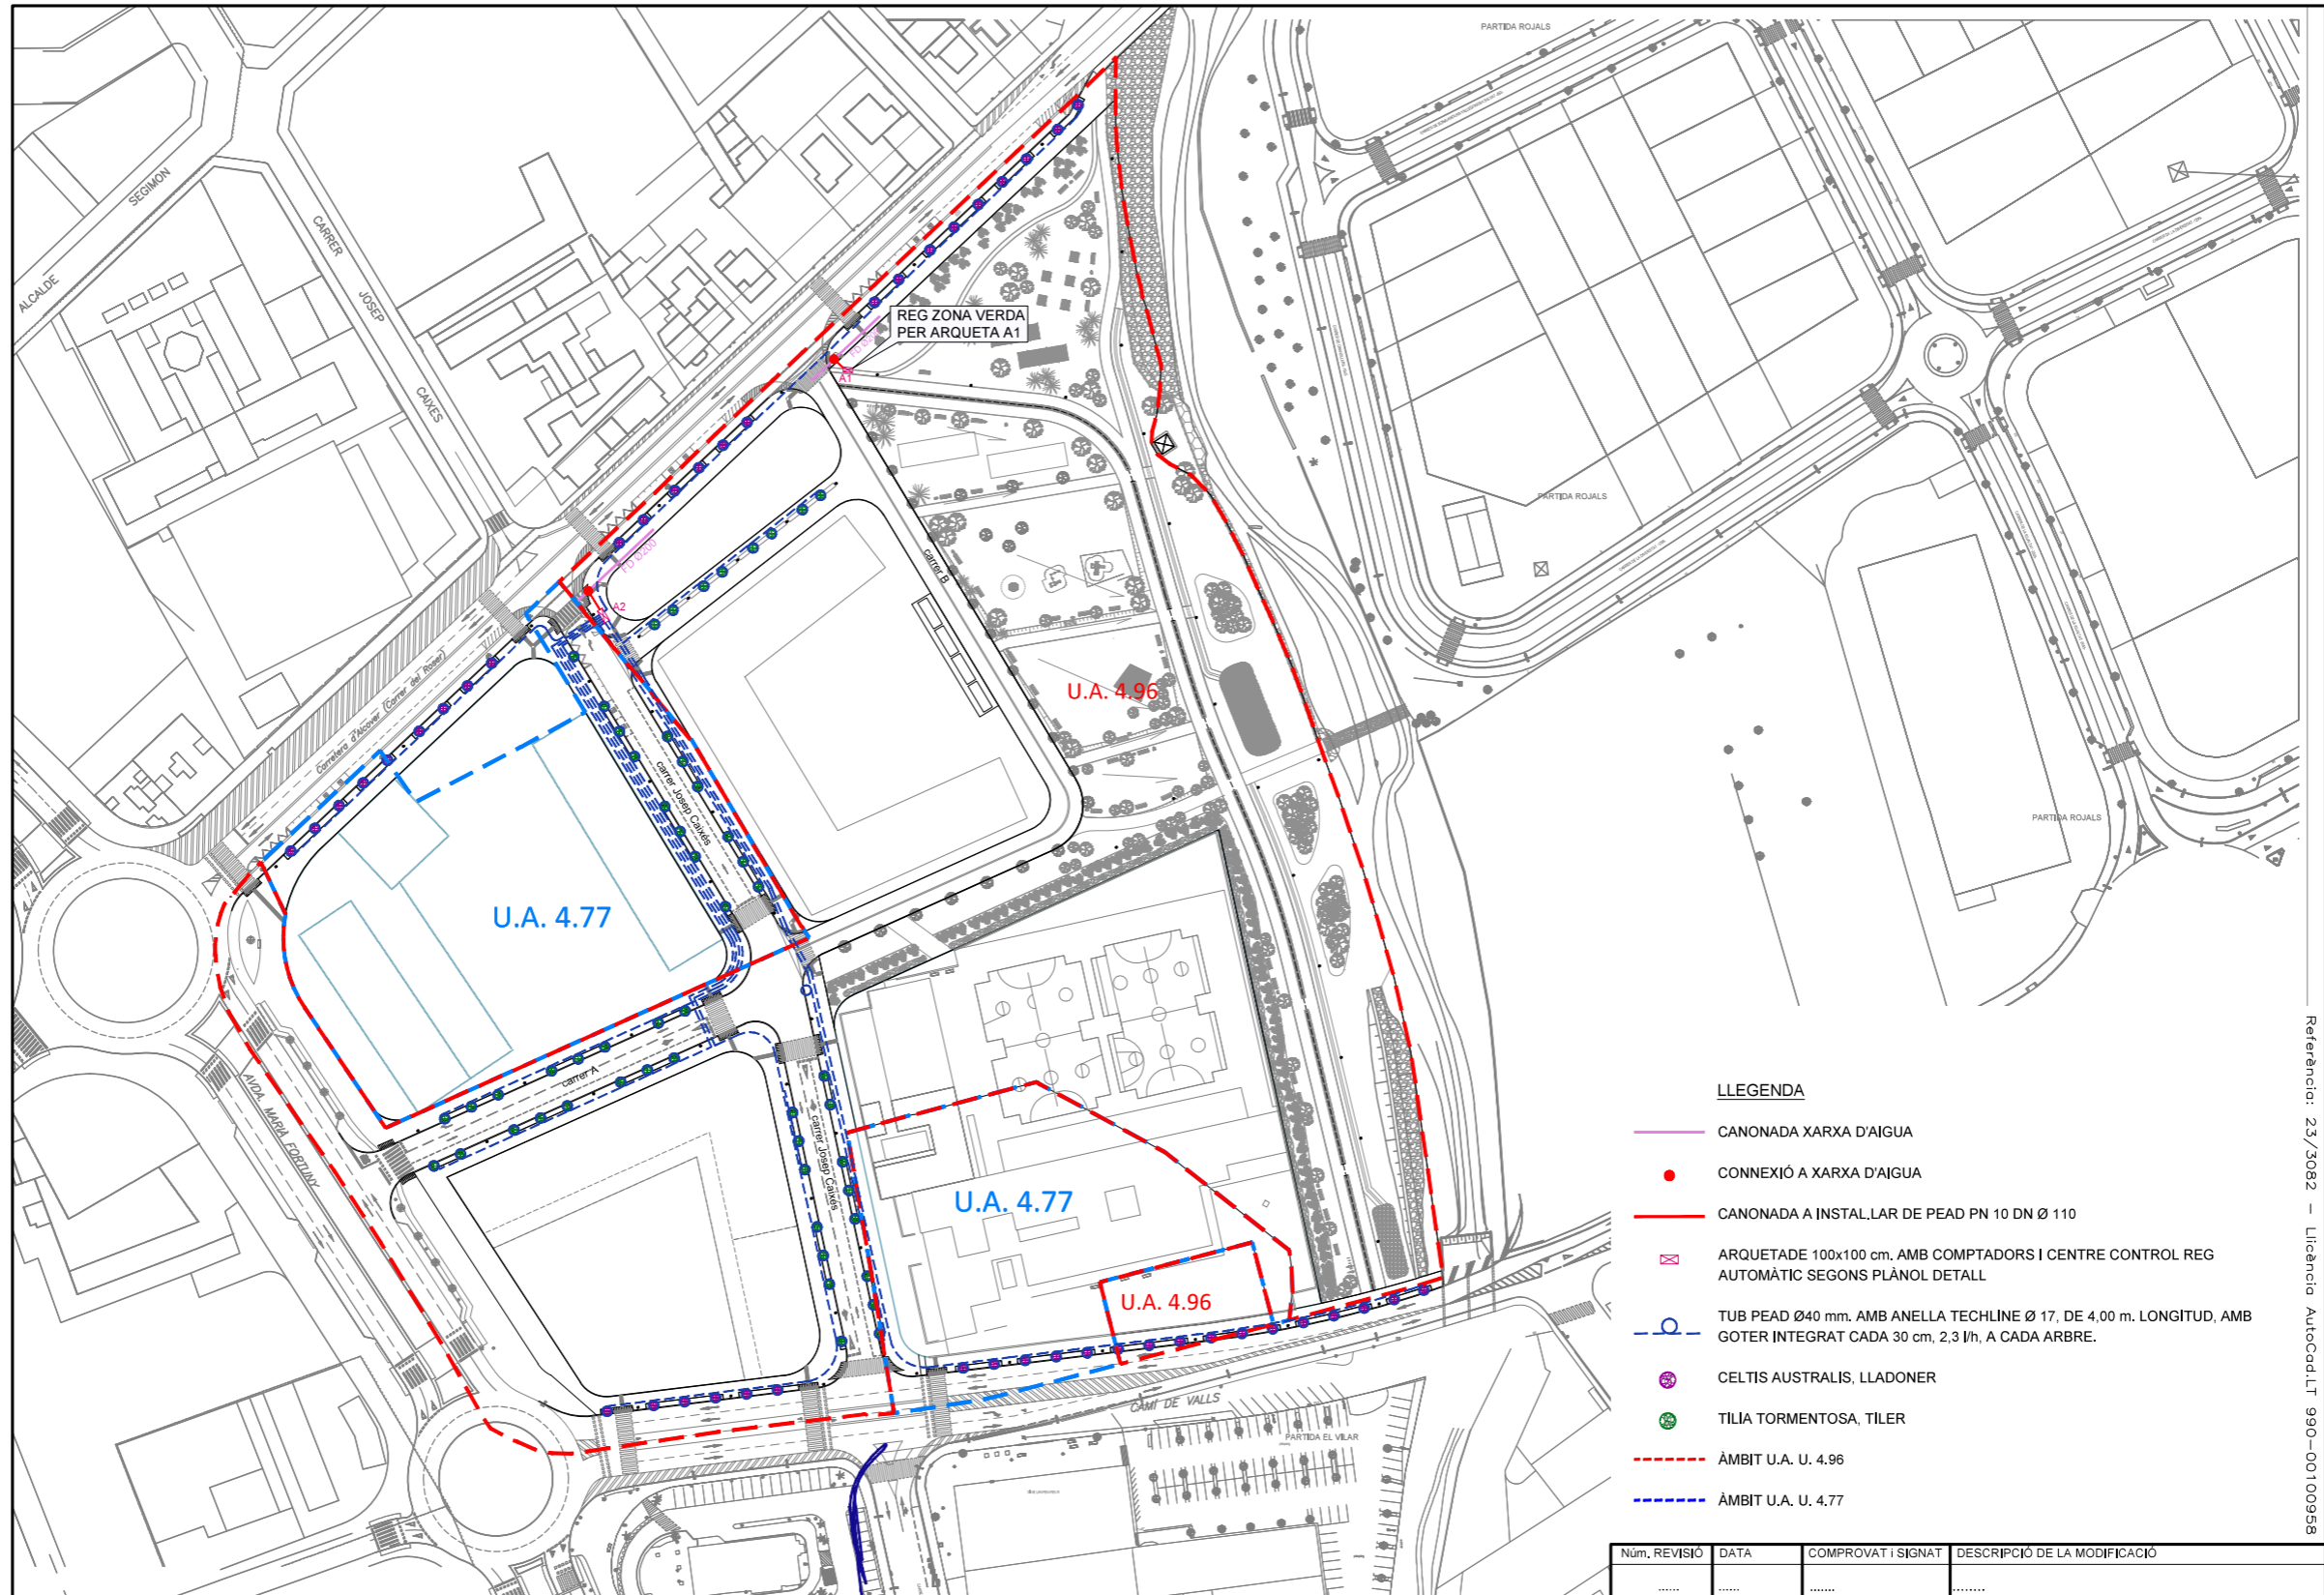 PARTIDA ROJALS
ALCALDE
SEGIMON
CARRER
JOSEP
CAIXES
REG ZONA VERDA
PER ARQUETA A1
A1
PARTIDA ROJALS
carrer B
FD Ø200
A2
Carretera d'Alcover (Carrer del Roser)
U.A. 4.96
carrer Josep Caixés
PARTIDA ROJALS
U.A. 4.77
carrer A
AVDA. MARIA FORTUNY
carrer Josep Caixés
U.A. 4.77
U.A. 4.96
CAMÍ DE VALLS
PARTIDA EL VILAR
LLEGENDA
CANONADA XARXA D'AIGUA
CONNEXIÓ A XARXA D'AIGUA
CANONADA A INSTAL.LAR DE PEAD PN 10 DN Ø 110
ARQUETADE 100x100 cm. AMB COMPTADORS I CENTRE CONTROL REG
AUTOMÀTIC SEGONS PLÀNOL DETALL
TUB PEAD Ø40 mm. AMB ANELLA TECHLINE Ø 17, DE 4,00 m. LONGITUD, AMB
GOTER INTEGRAT CADA 30 cm, 2,3 l/h, A CADA ARBRE.
CELTIS AUSTRALIS, LLADONER
TILIA TORMENTOSA, TILER
ÀMBIT U.A. U. 4.96
ÀMBIT U.A. U. 4.77
Referència: 23/3082 - Llicència AutoCad.LT 990-00100958
Núm. REVISIÓ DATA COMPROVAT i SIGNAT DESCRIPCIÓ DE LA MODIFICACIÓ
...... ...... ....... ........